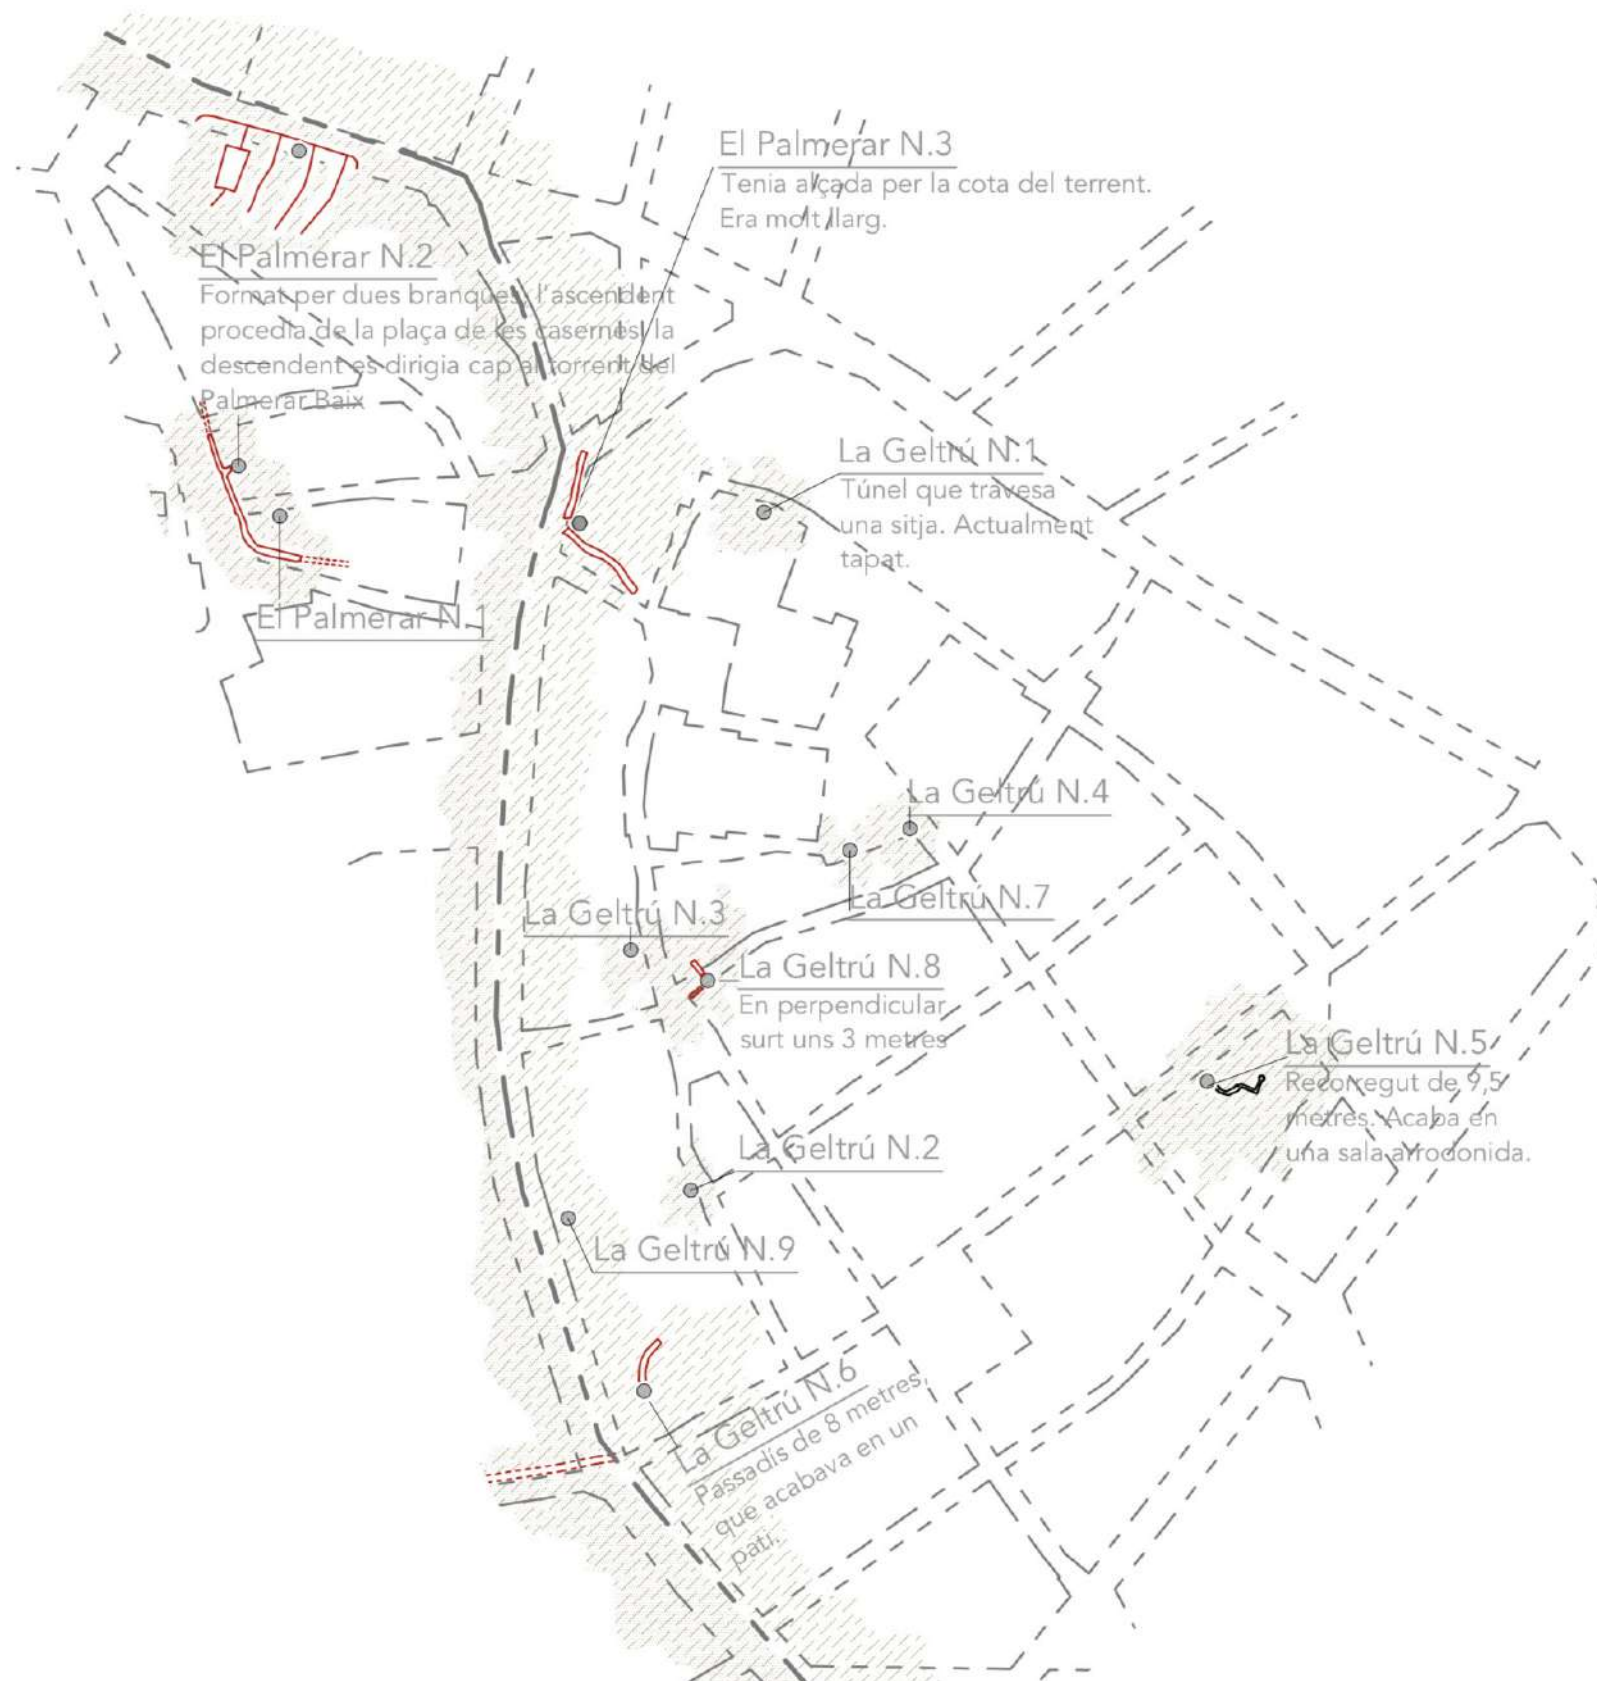 El Palmerar N.3
Tenia alçada per la cota del terrent.
Era molt llarg.
El Palmerar N.2
Format per dues branques, l'ascendent
procedia de la plaça de les casernes, la
descendent es dirigia cap al torrent del
Palmerar Baix
La Geltrú N.1
Túnel que travesa
una sitja. Actualment
tapat.
El Palmerar N.1
La Geltrú N.4
La Geltrú N.7
La Geltrú N.3
La Geltrú N.8
En perpendicular
surt uns 3 metres
La Geltrú N.5
Recorregut de 9,5
metres. Acaba en
una sala arrodonida.
La Geltrú N.2
La Geltrú N.9
La Geltrú N.6
Passadís de 8 metres,
que acabava en un
pati.